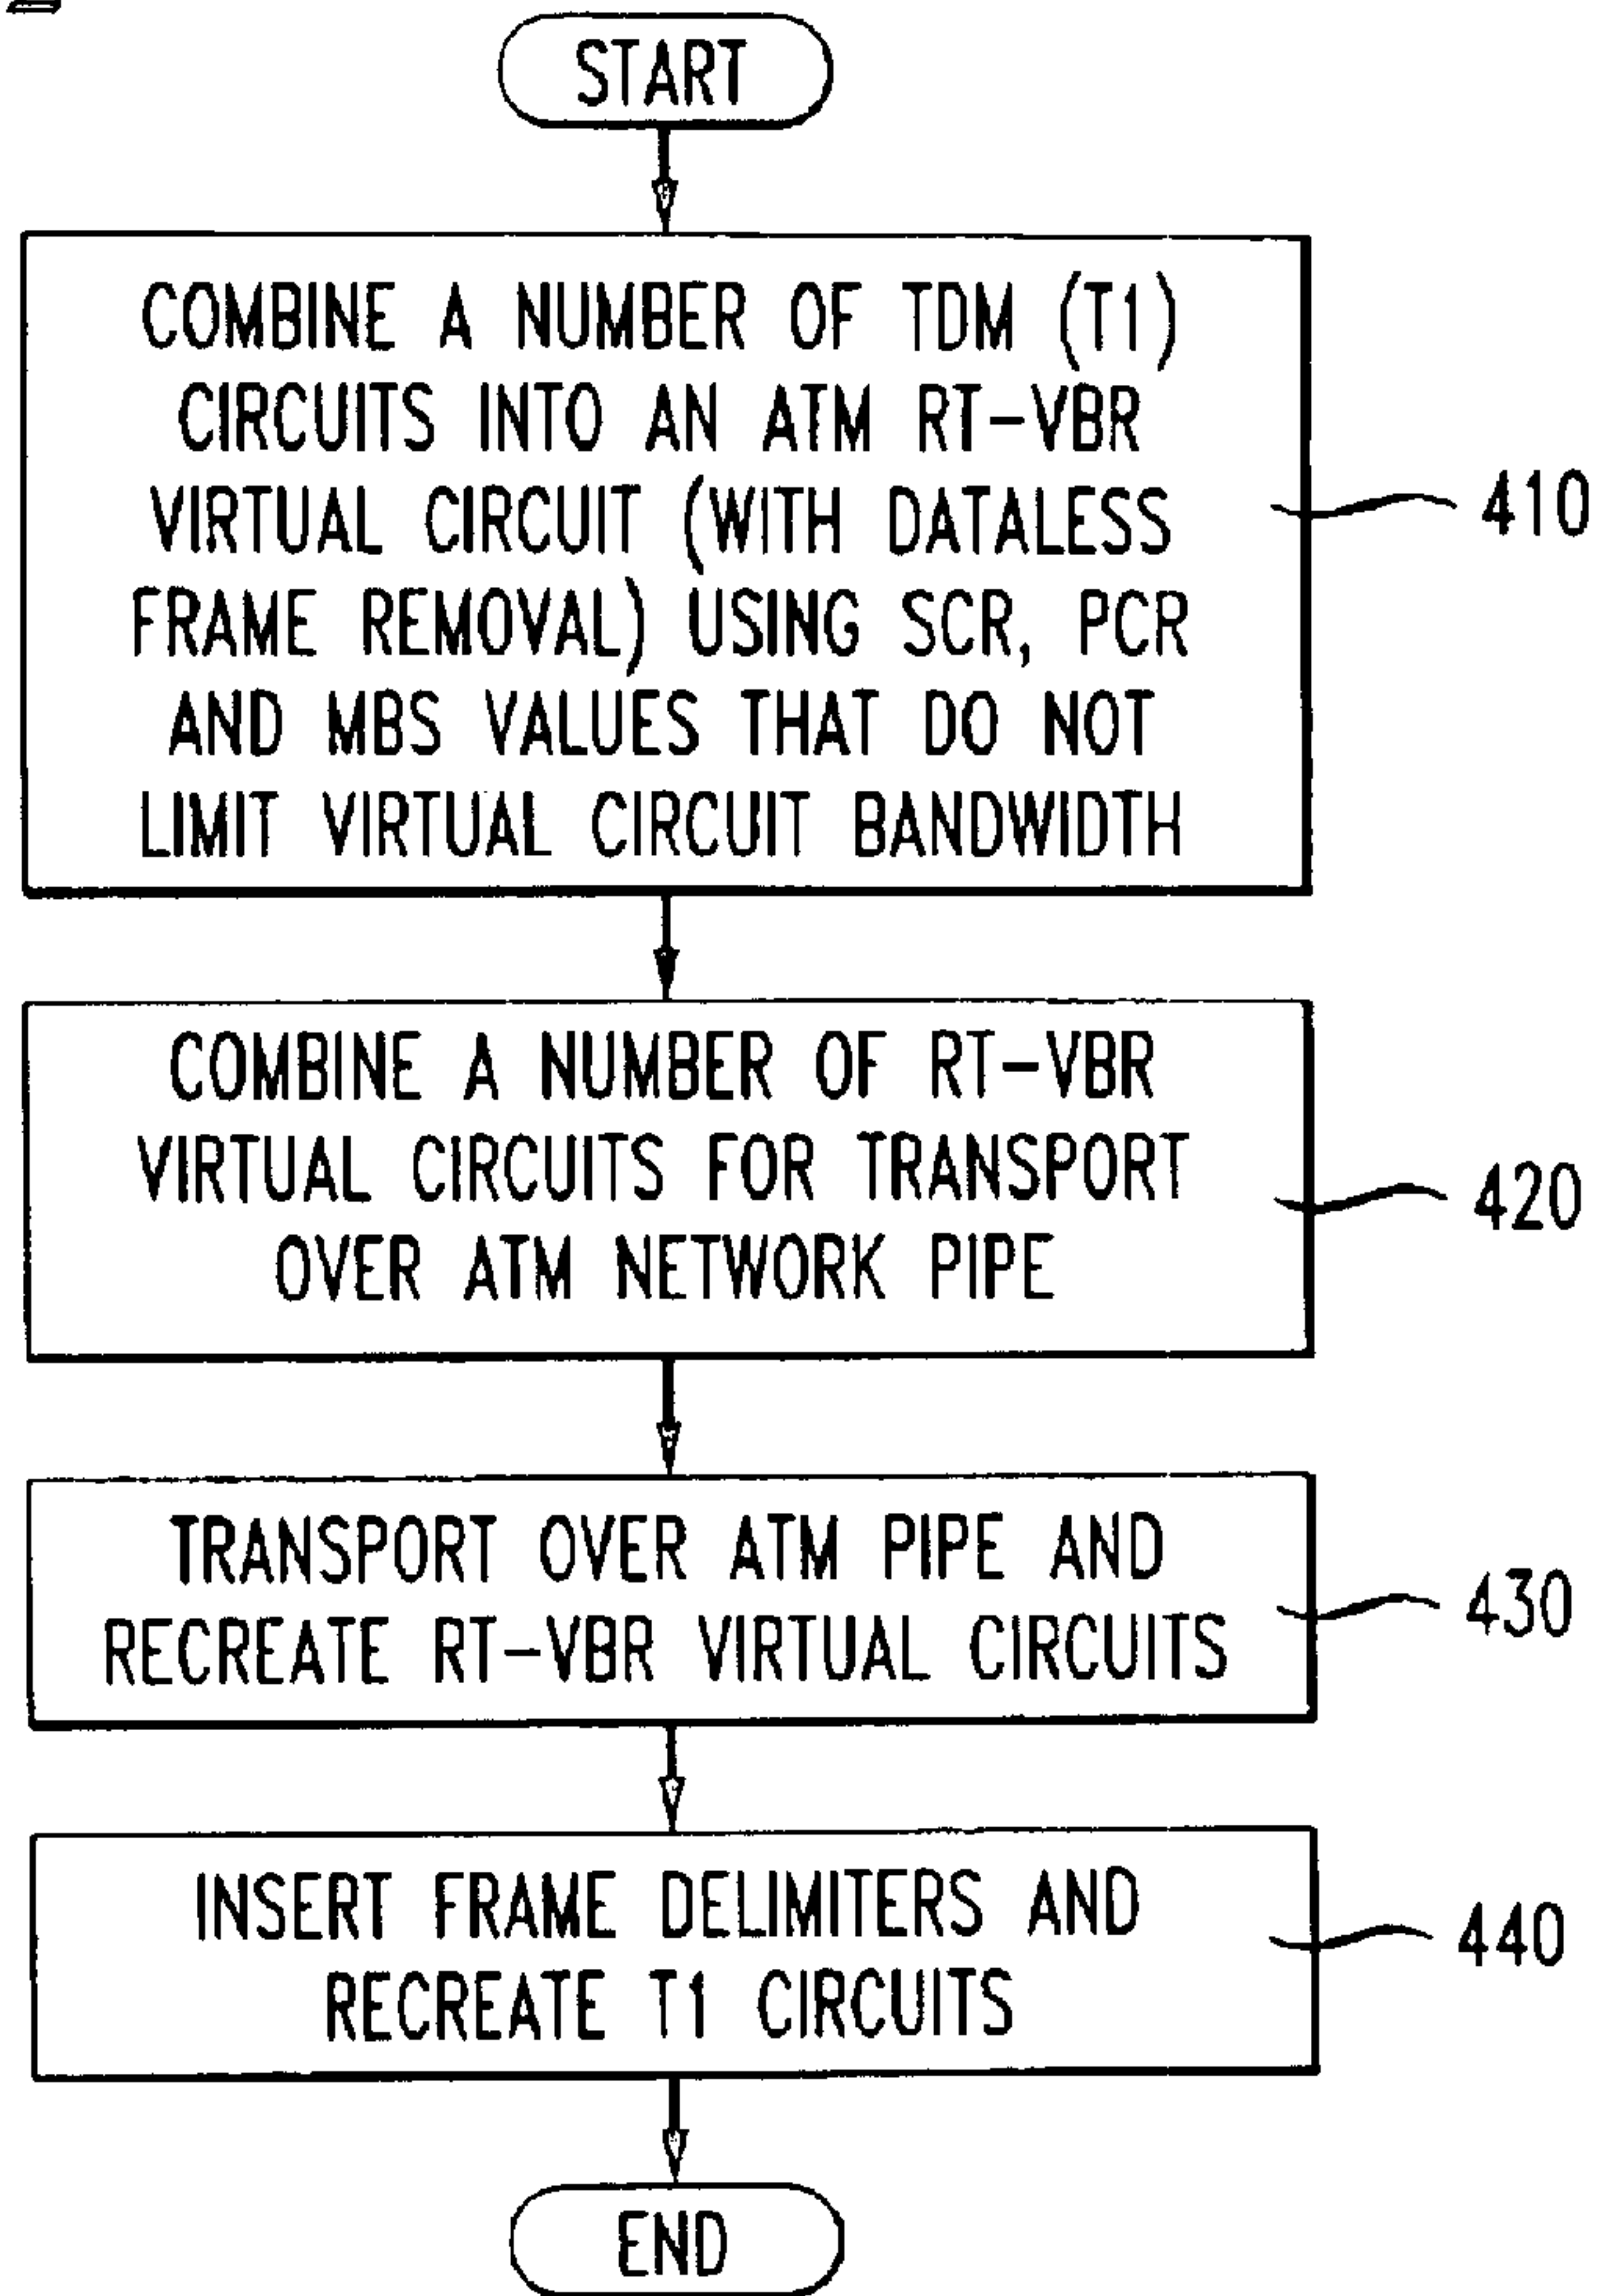 START
COMBINE A NUMBER OF TDM (T1)
CIRCUITS INTO AN ATM RT-VBR
VIRTUAL CIRCUIT (WITH DATALESS
FRAME REMOVAL) USING SCR, PCR
AND MBS VALUES THAT DO NOT
LIMIT VIRTUAL CIRCUIT BANDWIDTH
410
COMBINE A NUMBER OF RT-VBR
VIRTUAL CIRCUITS FOR TRANSPORT
OVER ATM NETWORK PIPE
420
TRANSPORT OVER ATM PIPE AND
RECREATE RT-VBR VIRTUAL CIRCUITS
430
INSERT FRAME DELIMITERS AND
RECREATE T1 CIRCUITS
440
END